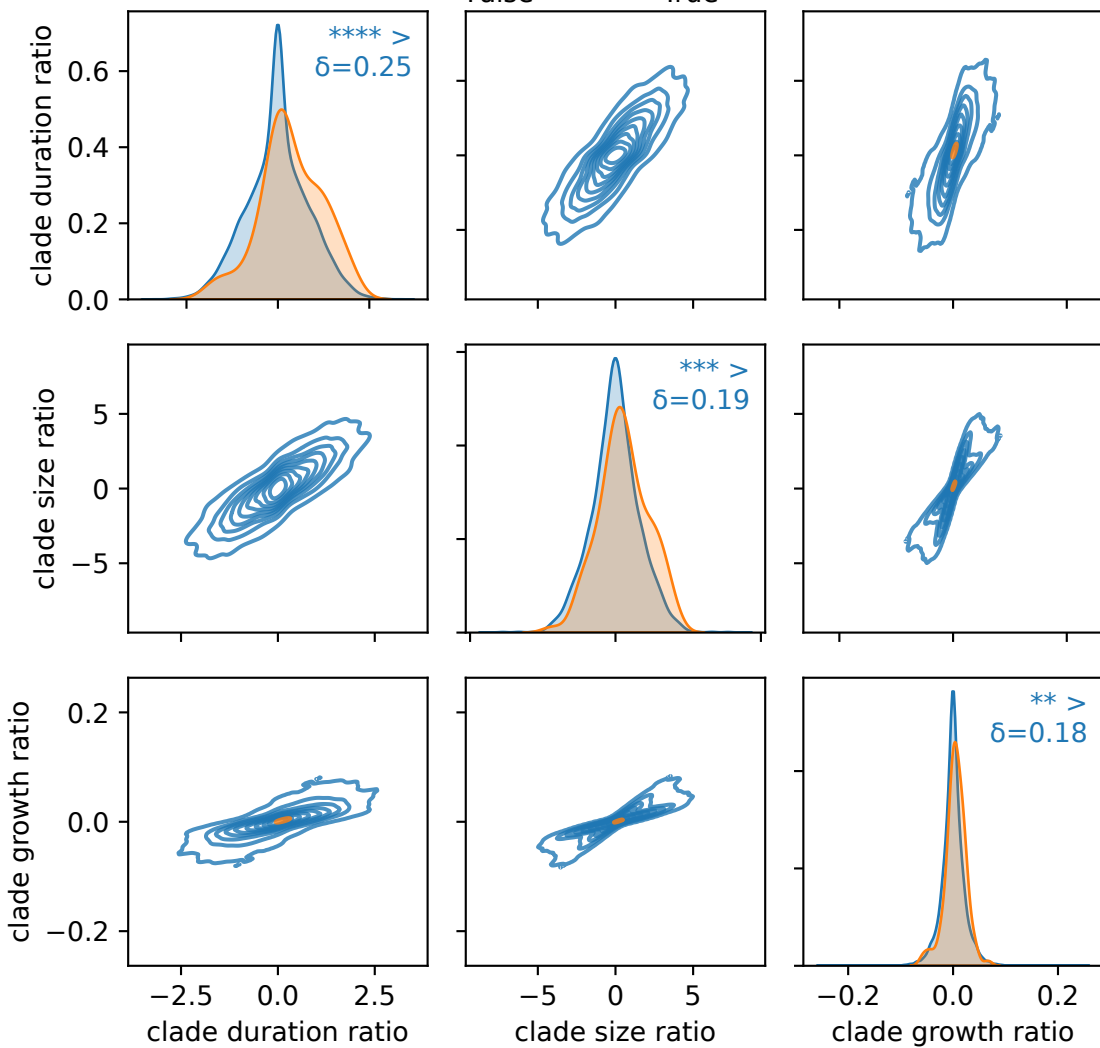 clade duration ratio
0.6
0.4
0.2
0.0
**** >
δ=0.25
clade size ratio
5
0
−5
*** >
δ=0.19
clade growth ratio
0.2
0.0
−0.2
** >
δ=0.18
−2.5 0.0 2.5
−5 0 5
−0.2 0.0 0.2
clade duration ratio
clade size ratio
clade growth ratio